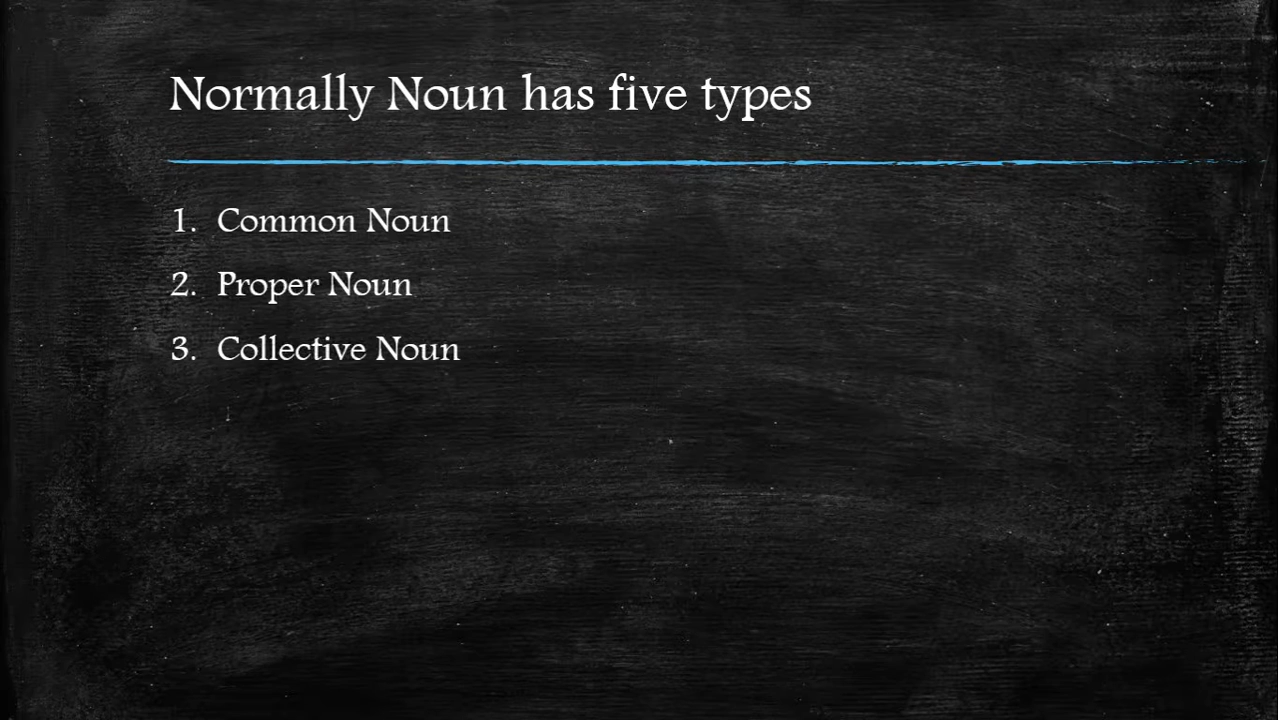 Normally Noun has five types
1. Common Noun
2. Proper Noun
3. Collective Noun